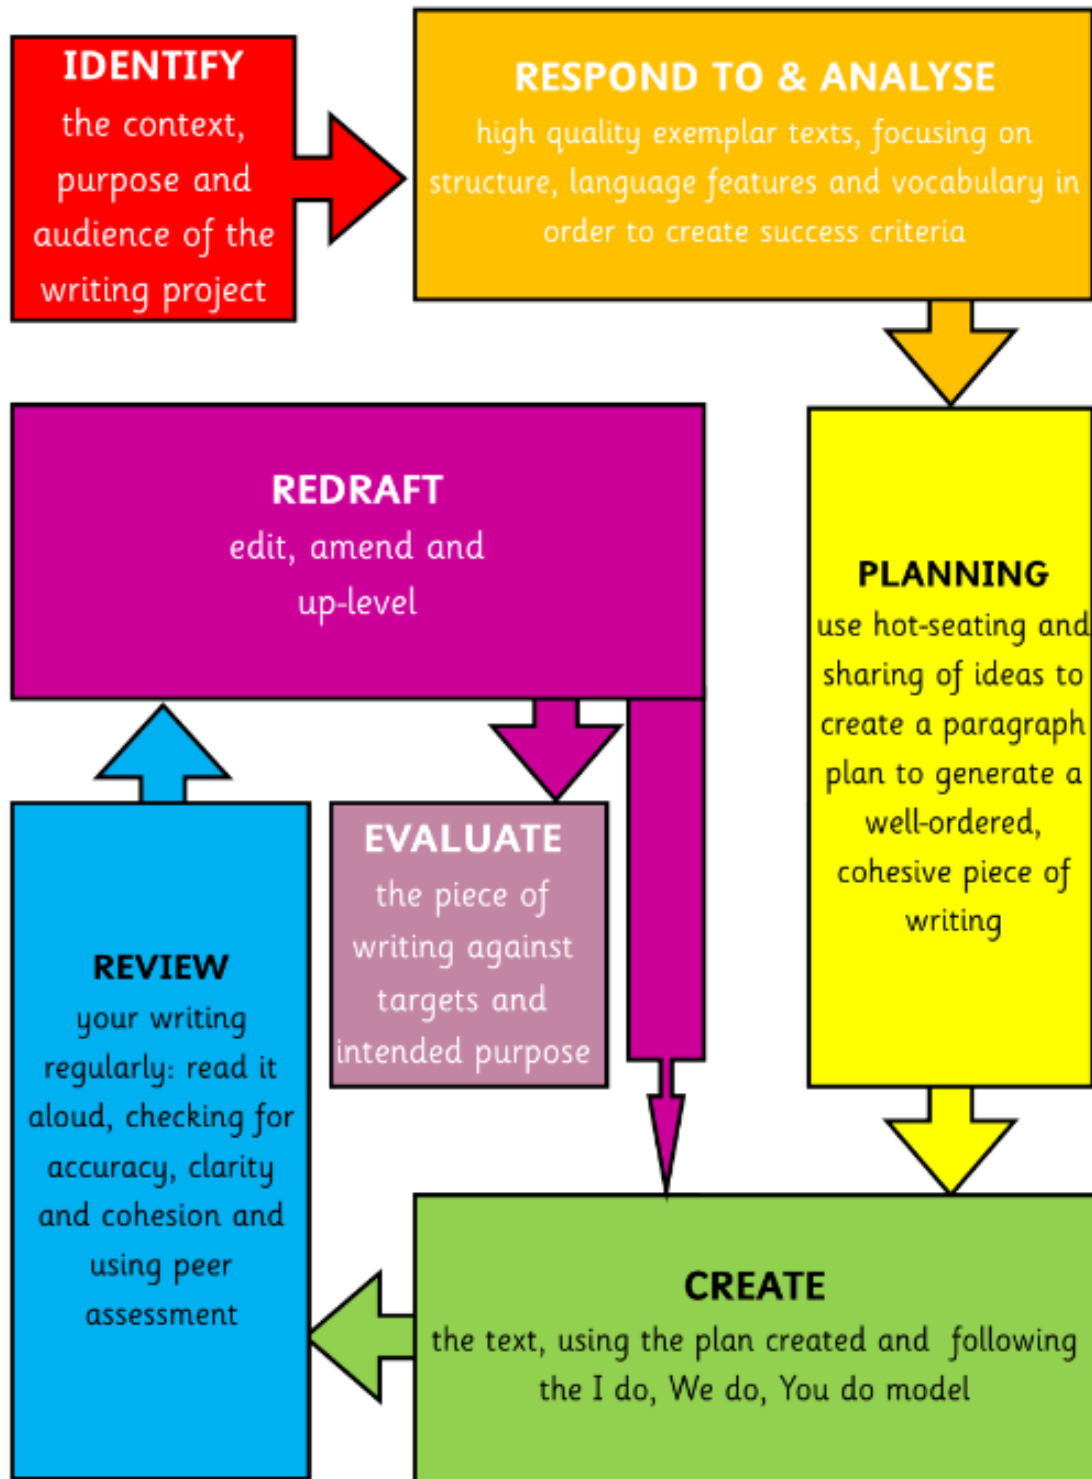 IDENTIFY
the context,
purpose and
audience of the
writing project
RESPOND TO & ANALYSE
high quality exemplar texts, focusing on
structure, language features and vocabulary in
order to create success criteria
PLANNING
use hot-seating and
sharing of ideas to
create a paragraph
plan to generate a
well-ordered,
cohesive piece of
writing
CREATE
the text, using the plan created and following
the I do, We do, You do model
REVIEW
your writing
regularly: read it
aloud, checking for
accuracy, clarity
and cohesion and
using peer
assessment
REDRAFT
edit, amend and
up-level
EVALUATE
the piece of
writing against
targets and
intended purpose